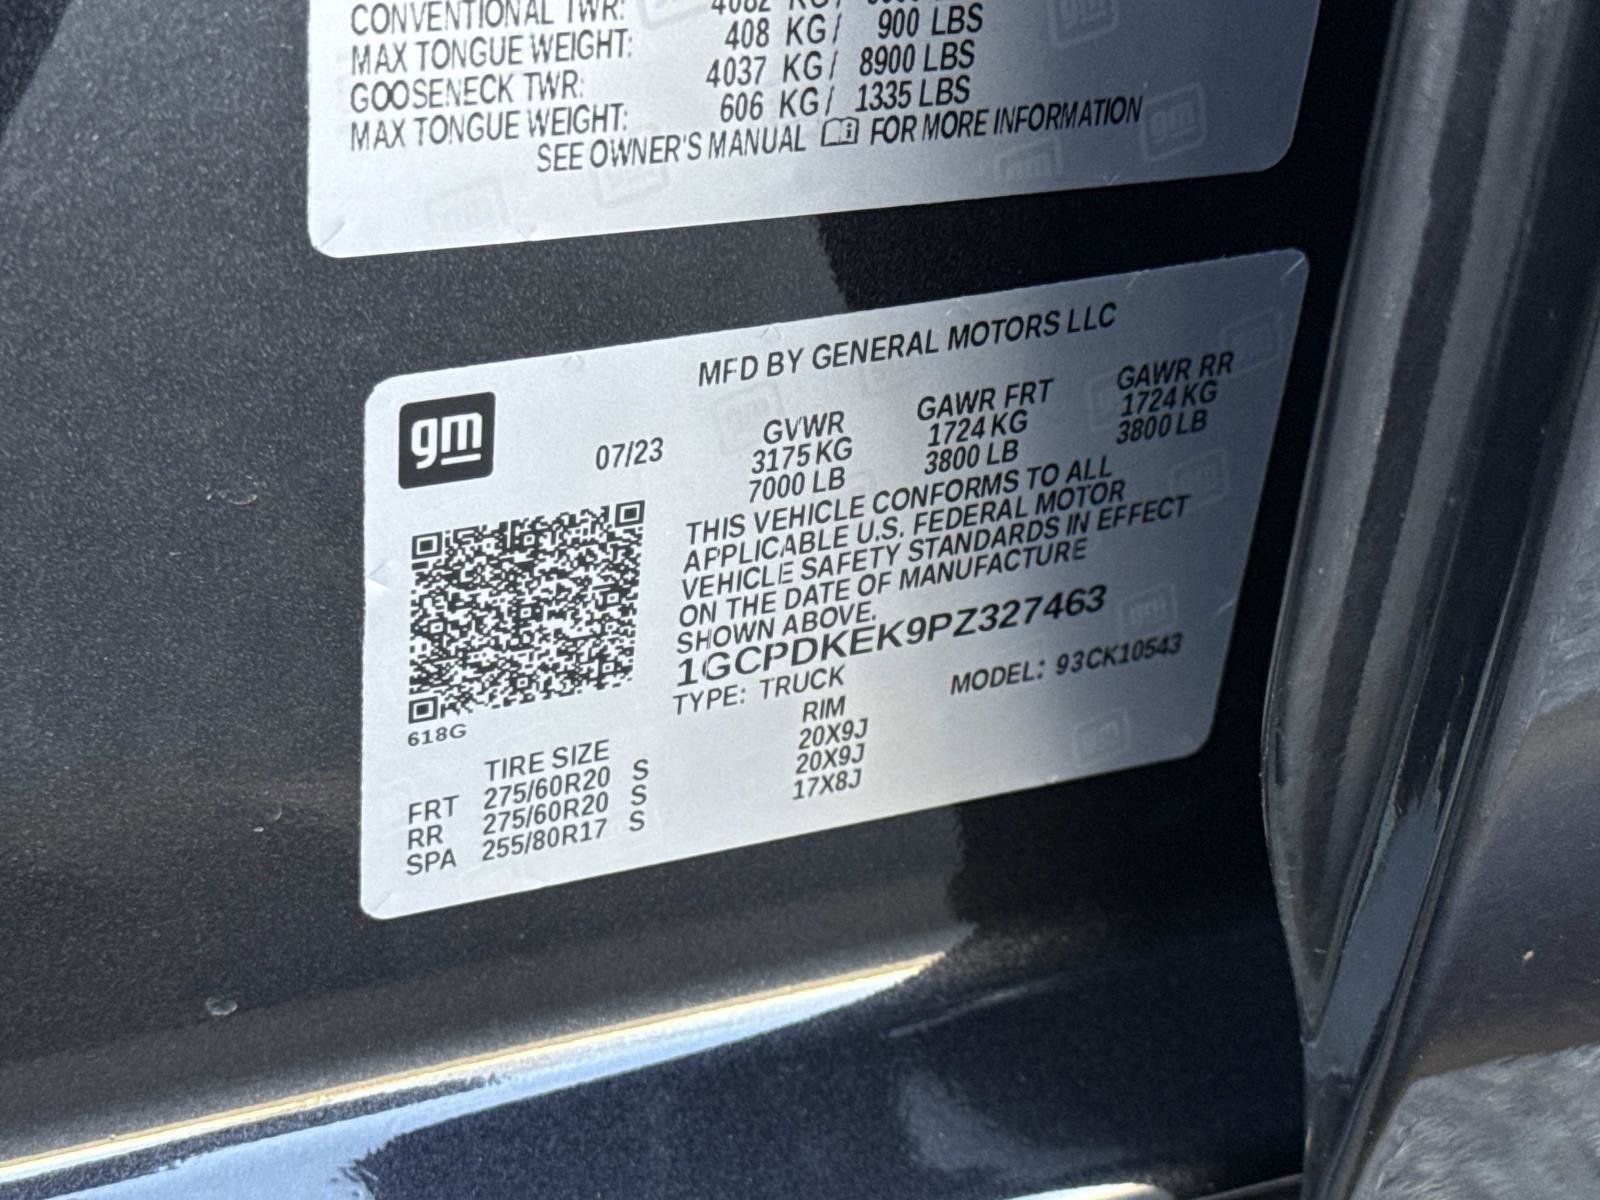 CONVENTIONAL TWR: 4082 KG/
MAX TONGUE WEIGHT: 408 KG/ 900 LBS
GOOSENECK TWR: 4037 KG/ 8900 LBS
MAX TONGUE WEIGHT: 606 KG/ 1335 LBS
SEE OWNER'S MANUAL FOR MORE INFORMATION
MFD BY GENERAL MOTORS LLC
gm
07/23
GVWR GAWR FRT GAWR RR
3175 KG 1724 KG 1724 KG
7000 LB 3800 LB 3800 LB
THIS VEHICLE CONFORMS TO ALL
APPLICABLE U.S. FEDERAL MOTOR
VEHICLE SAFETY STANDARDS IN EFFECT
ON THE DATE OF MANUFACTURE
SHOWN ABOVE.
1GCPDKEK9PZ327463
TYPE: TRUCK MODEL: 93CK10543
618G
TIRE SIZE RIM
FRT 275/60R20 S 20X9J
RR 275/60R20 S 20X9J
SPA 255/80R17 S 17X8J